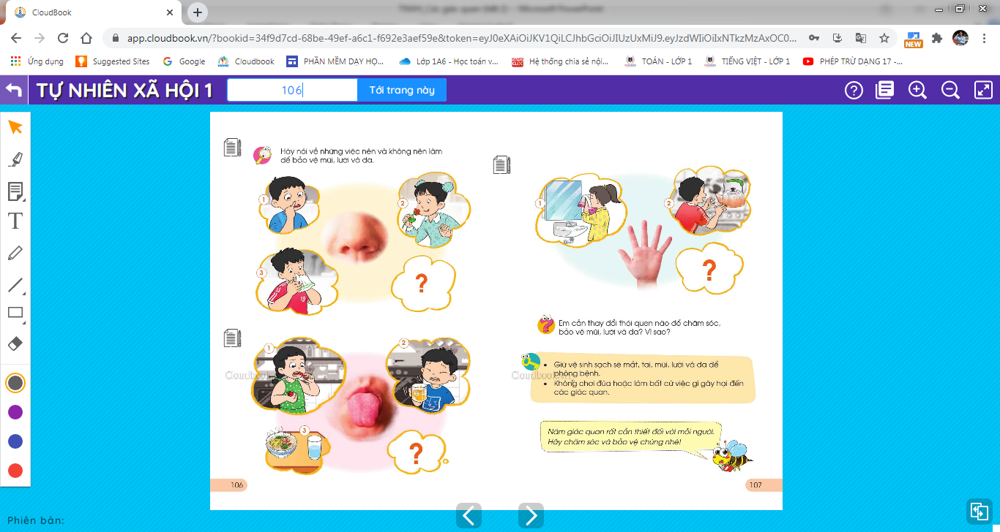 CloudBook
app.cloudbook.vn/?bookid=34f9d7cd-68be-49ef-a6c1-f692e3aef59e&token=eyJ0eXAiOiJKV1QiLCJhbGciOiJIUzUxMiJ9.eyJzdWIiOiIxNTkzMzAxOC0...
NEW
Ứng dụng
Suggested Sites
Google
Cloudbook
PHẦN MỀM DẠY HỌ...
Lớp 1A6 - Học toán v...
Hệ thống chia sẻ nội...
TOÁN - LỚP 1
TIẾNG VIỆT - LỚP 1
PHÉP TRỪ DẠNG 17 -...
TỰ NHIÊN XÃ HỘI 1
106
Tới trang này
T
Hãy nói về những việc nên và không nên làm
để bảo vệ mũi, lưỡi và da.
1
2
3
?
1
2
3
?
106
1
2
?
Em cần thay đổi thói quen nào để chăm sóc,
bảo vệ mũi, lưỡi và da? Vì sao?
• Giữ vệ sinh sạch sẽ mắt, tai, mũi, lưỡi và da để
phòng bệnh.
• Không chơi đùa hoặc làm bất cứ việc gì gây hại đến
các giác quan.
Năm giác quan rất cần thiết đối với mỗi người.
Hãy chăm sóc và bảo vệ chúng nhé!
107
Phiên bản: